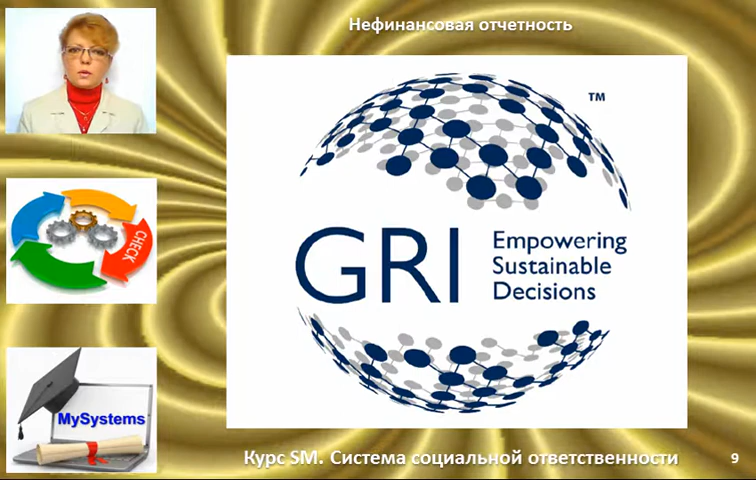 Нефинансовая отчетность
TM
GRI
Empowering
Sustainable
Decisions
CHECK
MySystems
Курс SM. Система социальной ответственности
9